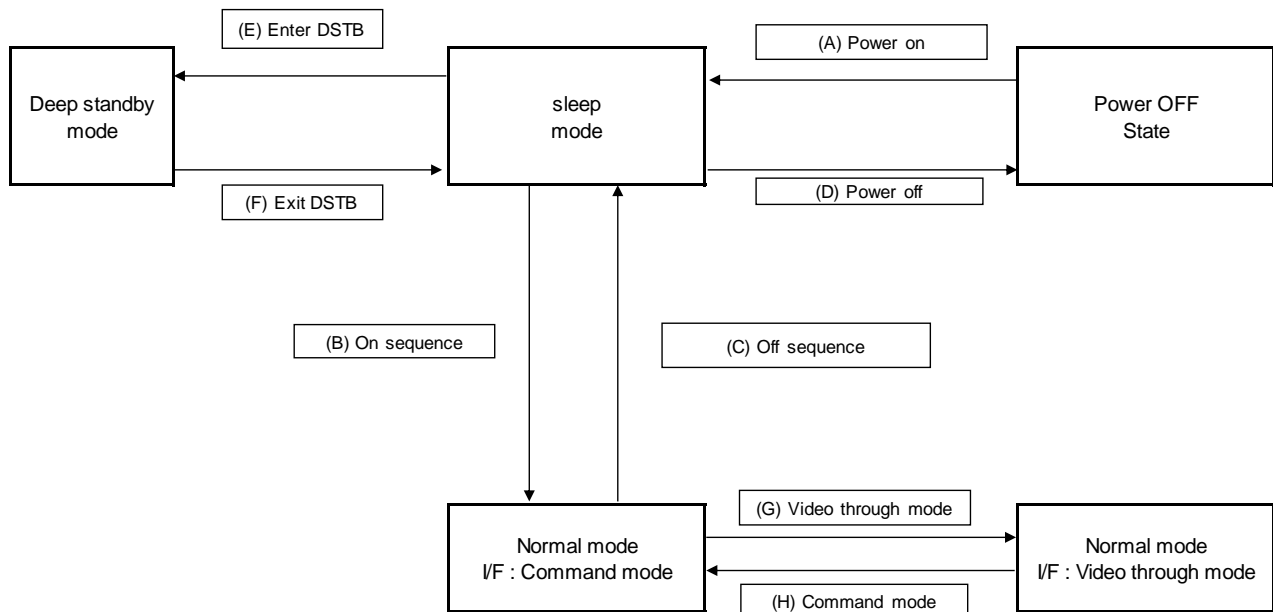 (E) Enter DSTB
(A) Power on
Deep standby
mode
sleep
mode
Power OFF
State
(F) Exit DSTB
(D) Power off
(B) On sequence
(C) Off sequence
(G) Video through mode
Normal mode
I/F : Command mode
Normal mode
I/F : Video through mode
(H) Command mode